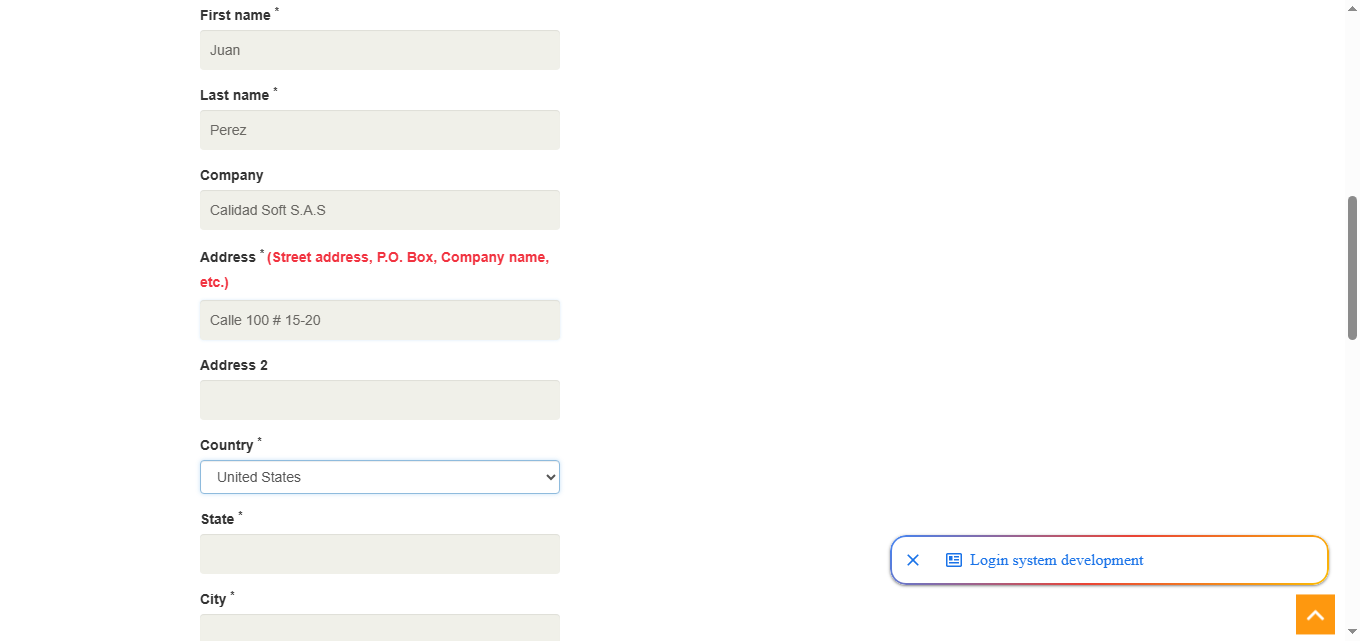 First name *
Juan
Last name *
Perez
Company
Calidad Soft S.A.S
Address * (Street address, P.O. Box, Company name,
etc.)
Calle 100 # 15-20
Address 2
Country *
United States
State *
Login system development
City *